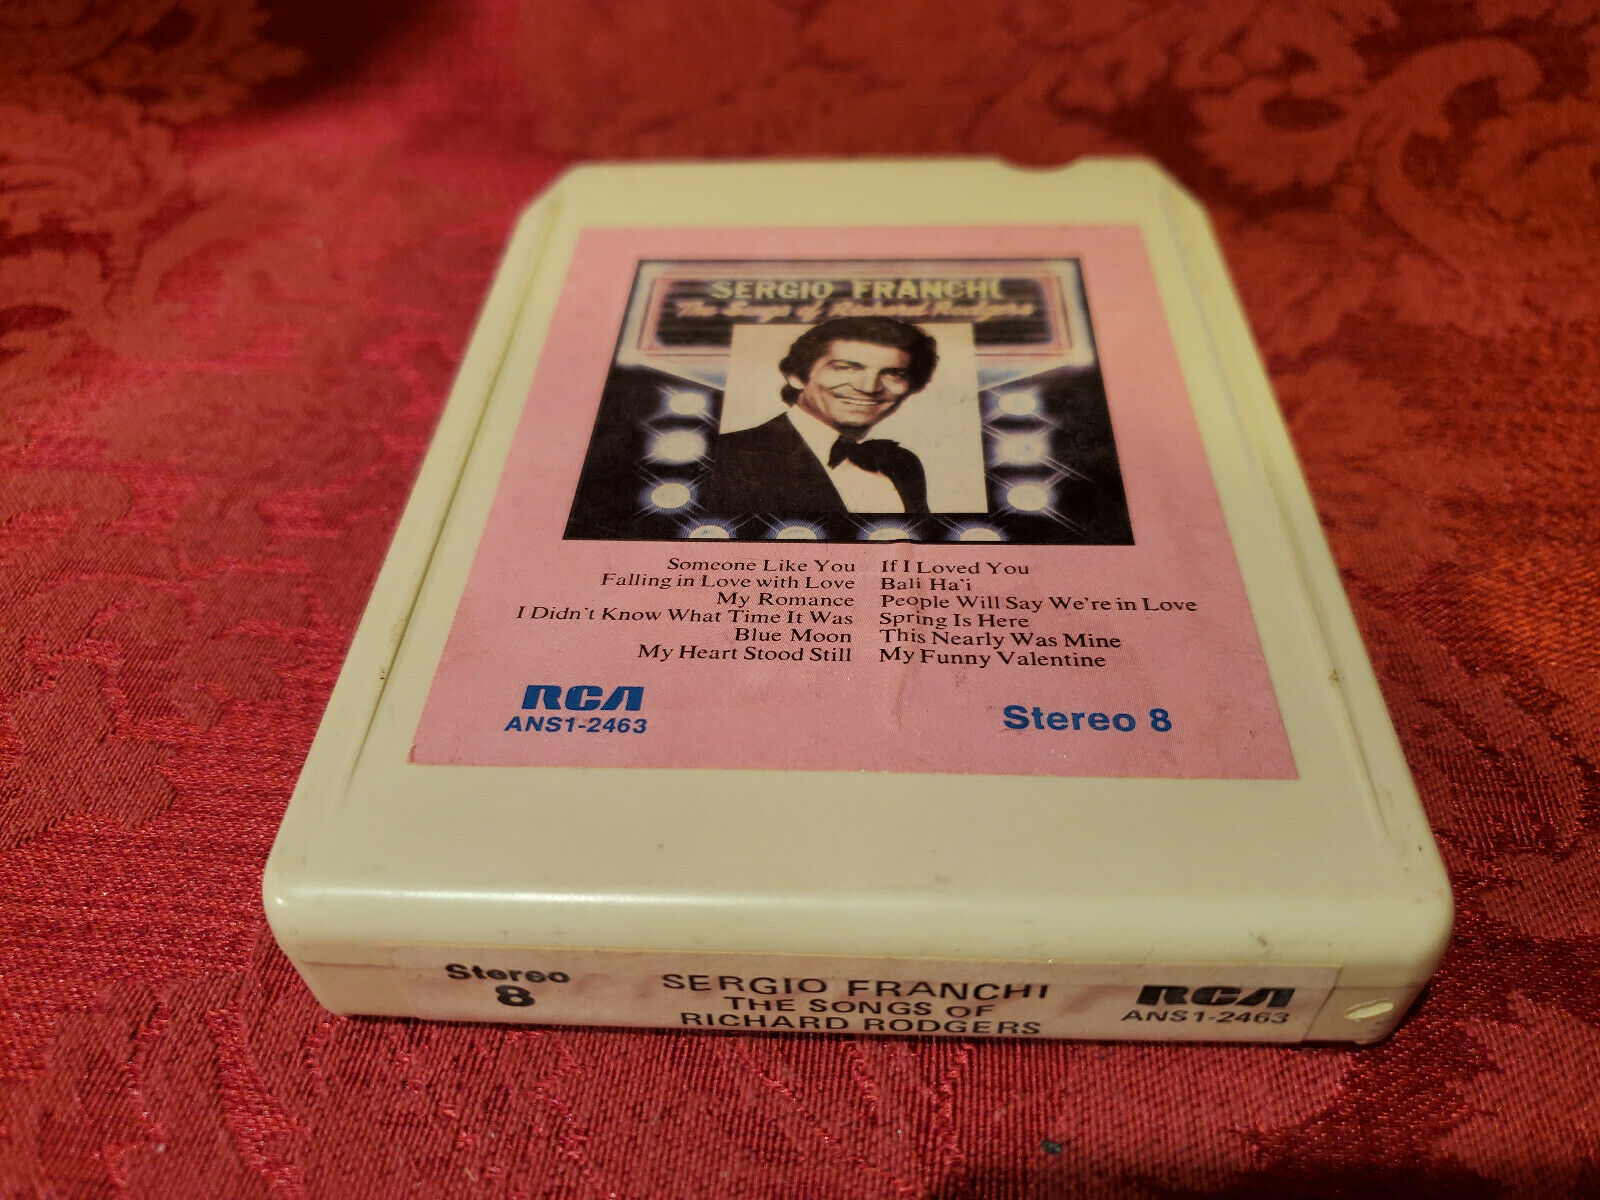 SERGIO FRANCHI
The Songs of Richard Rodgers
Someone Like You
Falling in Love with Love
My Romance
I Didn't Know What Time It Was
Blue Moon
My Heart Stood Still
If I Loved You
Bali Ha'i
People Will Say We're in Love
Spring Is Here
This Nearly Was Mine
My Funny Valentine
RCA
ANS1-2463
Stereo 8
Stereo
8
SERGIO FRANCHI
THE SONGS OF
RICHARD RODGERS
RCA
ANS1-2463